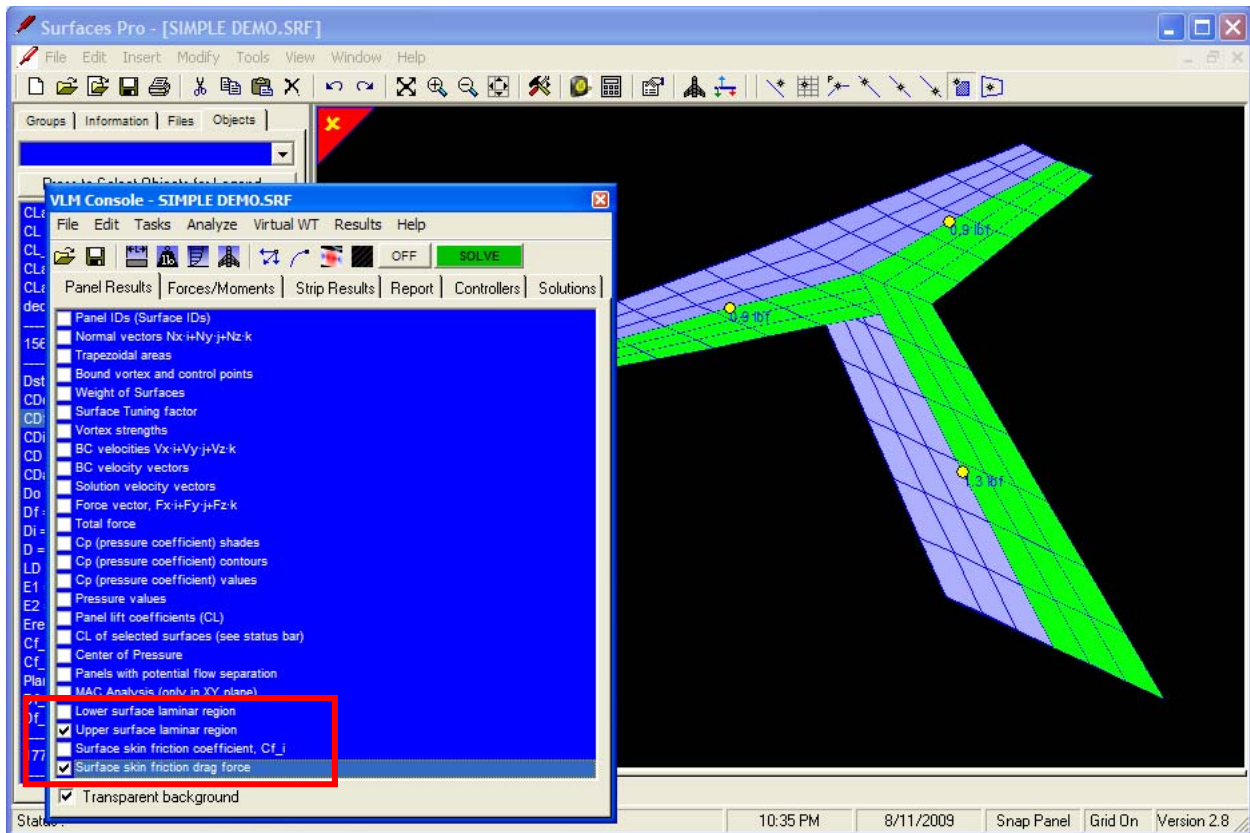 Surfaces Pro - [SIMPLE DEMO.SRF]
File Edit Insert Modify Tools View Window Help
Groups Information Files Objects
VLM Console - SIMPLE DEMO.SRF
File Edit Tasks Analyze Virtual WT Results Help
OFF SOLVE
Panel Results Forces/Moments Strip Results Report Controllers Solutions
Panel IDs (Surface IDs)
Normal vectors Nx·i+Ny·j+Nz·k
Trapezoidal areas
Bound vortex and control points
Weight of Surfaces
Surface Tuning factor
Vortex strengths
BC velocities Vx·i+Vy·j+Vz·k
BC velocity vectors
Solution velocity vectors
Force vector, Fx·i+Fy·j+Fz·k
Total force
Cp (pressure coefficient) shades
Cp (pressure coefficient) contours
Cp (pressure coefficient) values
Pressure values
Panel lift coefficients (CL)
CL of selected surfaces (see status bar)
Center of Pressure
Panels with potential flow separation
MAC Analysis (only in XY plane)
Lower surface laminar region
Upper surface laminar region
Surface skin friction coefficient, Cf_i
Surface skin friction drag force
Transparent background
CL
Do
Df =
Di =
D =
LD
E1
E2
0,9 lbf
0,9 lbf
1,3 lbf
10:35 PM 8/11/2009 Snap Panel Grid On Version 2.8